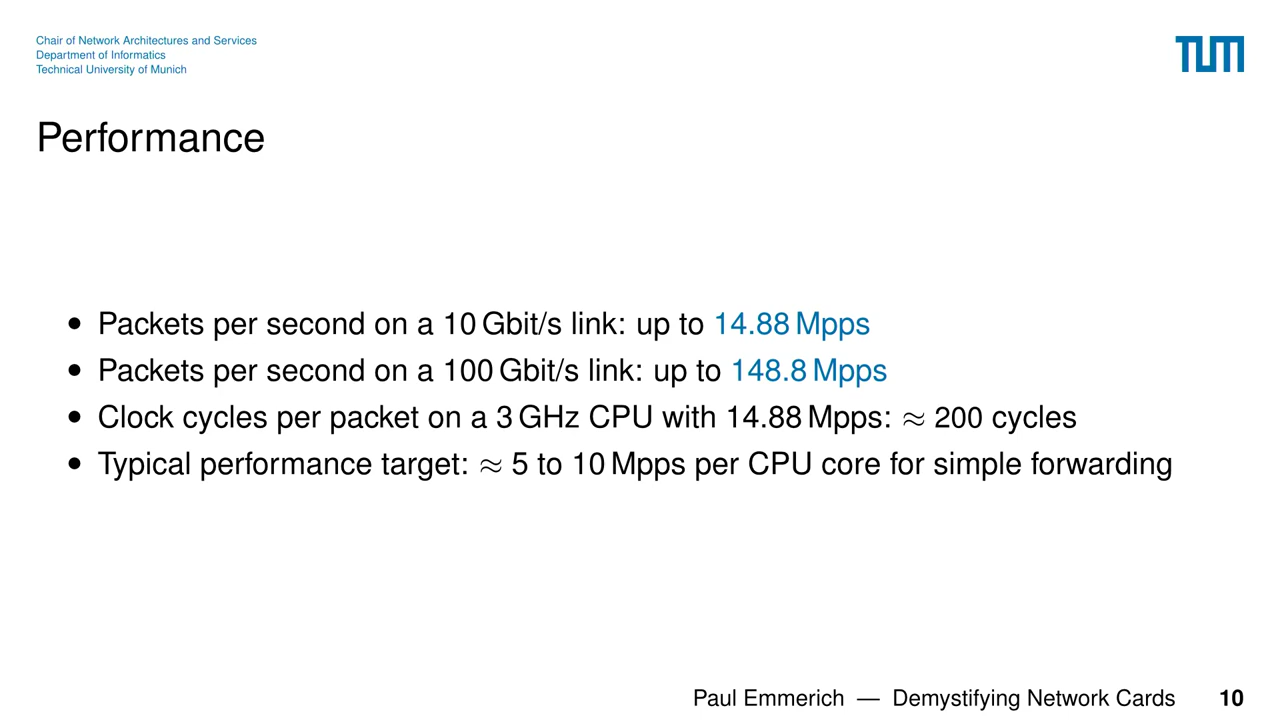 Chair of Network Architectures and Services
Department of Informatics
Technical University of Munich
TUM
Performance
• Packets per second on a 10 Gbit/s link: up to 14.88 Mpps
• Packets per second on a 100 Gbit/s link: up to 148.8 Mpps
• Clock cycles per packet on a 3 GHz CPU with 14.88 Mpps: ≈ 200 cycles
• Typical performance target: ≈ 5 to 10 Mpps per CPU core for simple forwarding
Paul Emmerich — Demystifying Network Cards 10